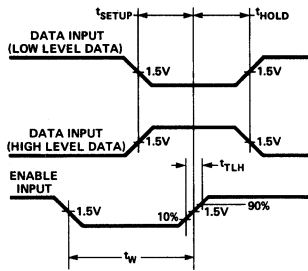 tSETUP
tHOLD
DATA INPUT
(LOW LEVEL DATA)
1.5V
1.5V
DATA INPUT
(HIGH LEVEL DATA)
1.5V
1.5V
tTLH
ENABLE
INPUT
1.5V
10%
1.5V
90%
tW